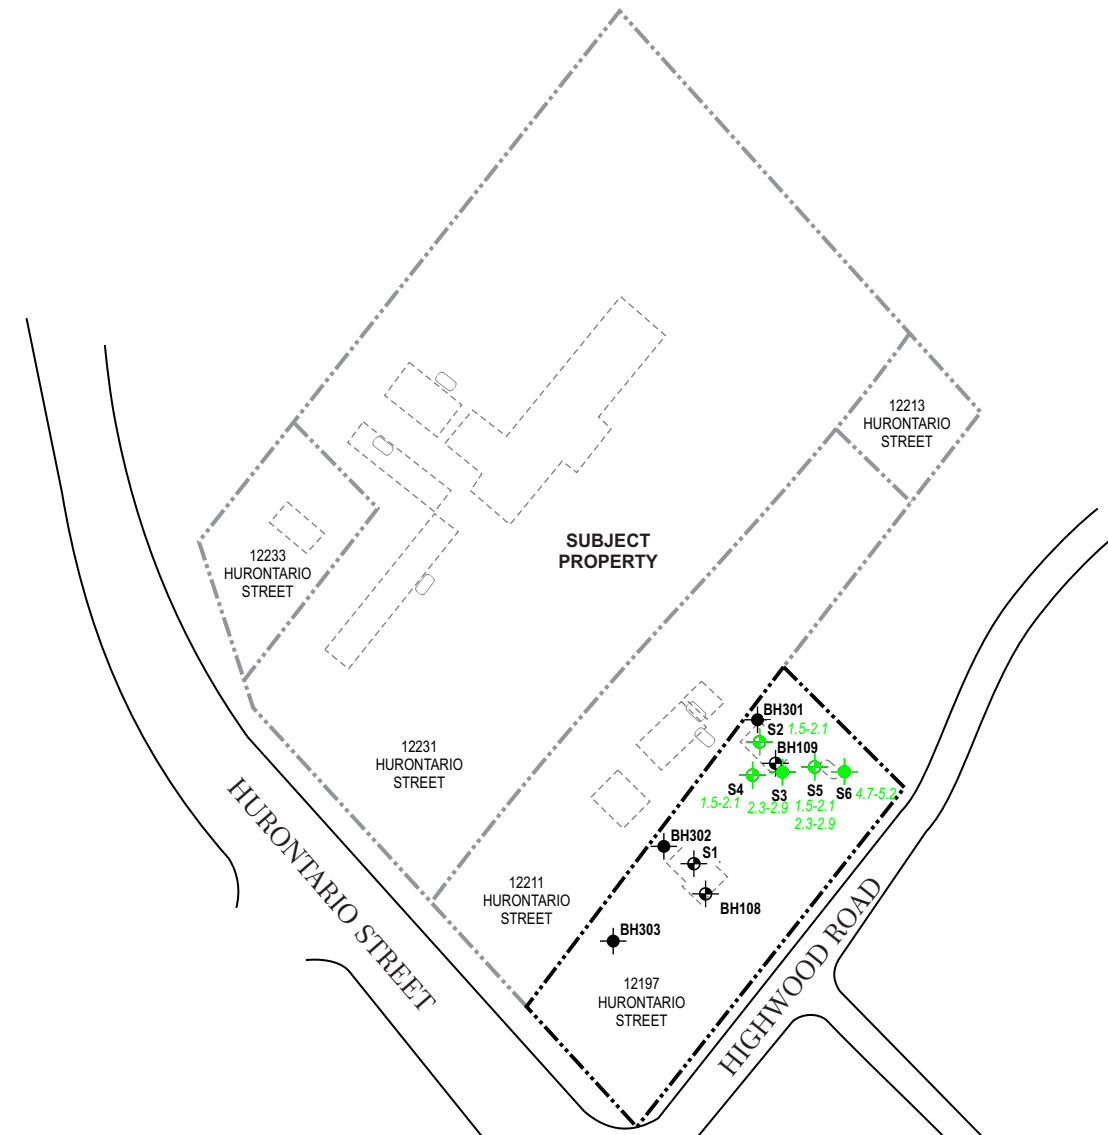 12213
HURONTARIO
STREET
SUBJECT
PROPERTY
12233
HURONTARIO
STREET
BH301
S2 1.5-2.1
BH109
12231
HURONTARIO
STREET
S4 S3 S5 S6 4.7-5.2
1.5-2.1 2.3-2.9 1.5-2.1
2.3-2.9
BH302
S1
12211
HURONTARIO
STREET
BH108
BH303
12197
HURONTARIO
STREET
HURONTARIO STREET
HIGHWOOD ROAD